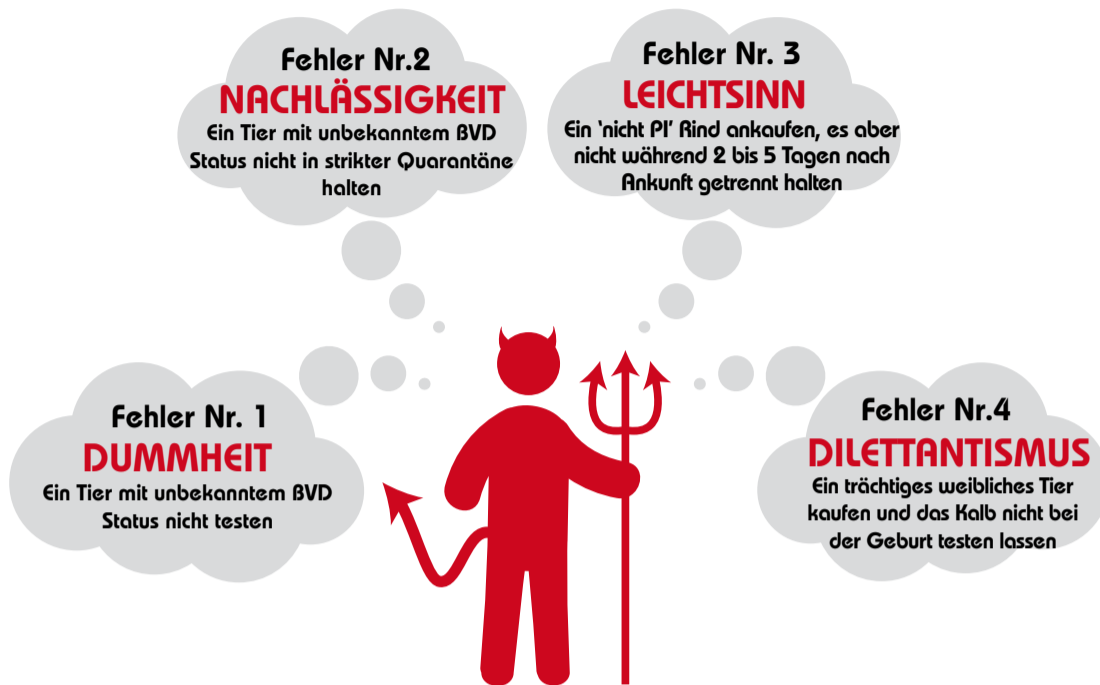 Fehler Nr. 1
DUMMHEIT
Ein Tier mit unbekanntem BVD
Status nicht testen
Fehler Nr.2
NACHLÄSSIGKEIT
Ein Tier mit unbekanntem BVD
Status nicht in strikter Quarantäne
halten
Fehler Nr. 3
LEICHTSINN
Ein ‘nicht PI’ Rind ankaufen, es aber
nicht während 2 bis 5 Tagen nach
Ankunft getrennt halten
Fehler Nr.4
DILETTANTISMUS
Ein trächtiges weibliches Tier
kaufen und das Kalb nicht bei
der Geburt testen lassen